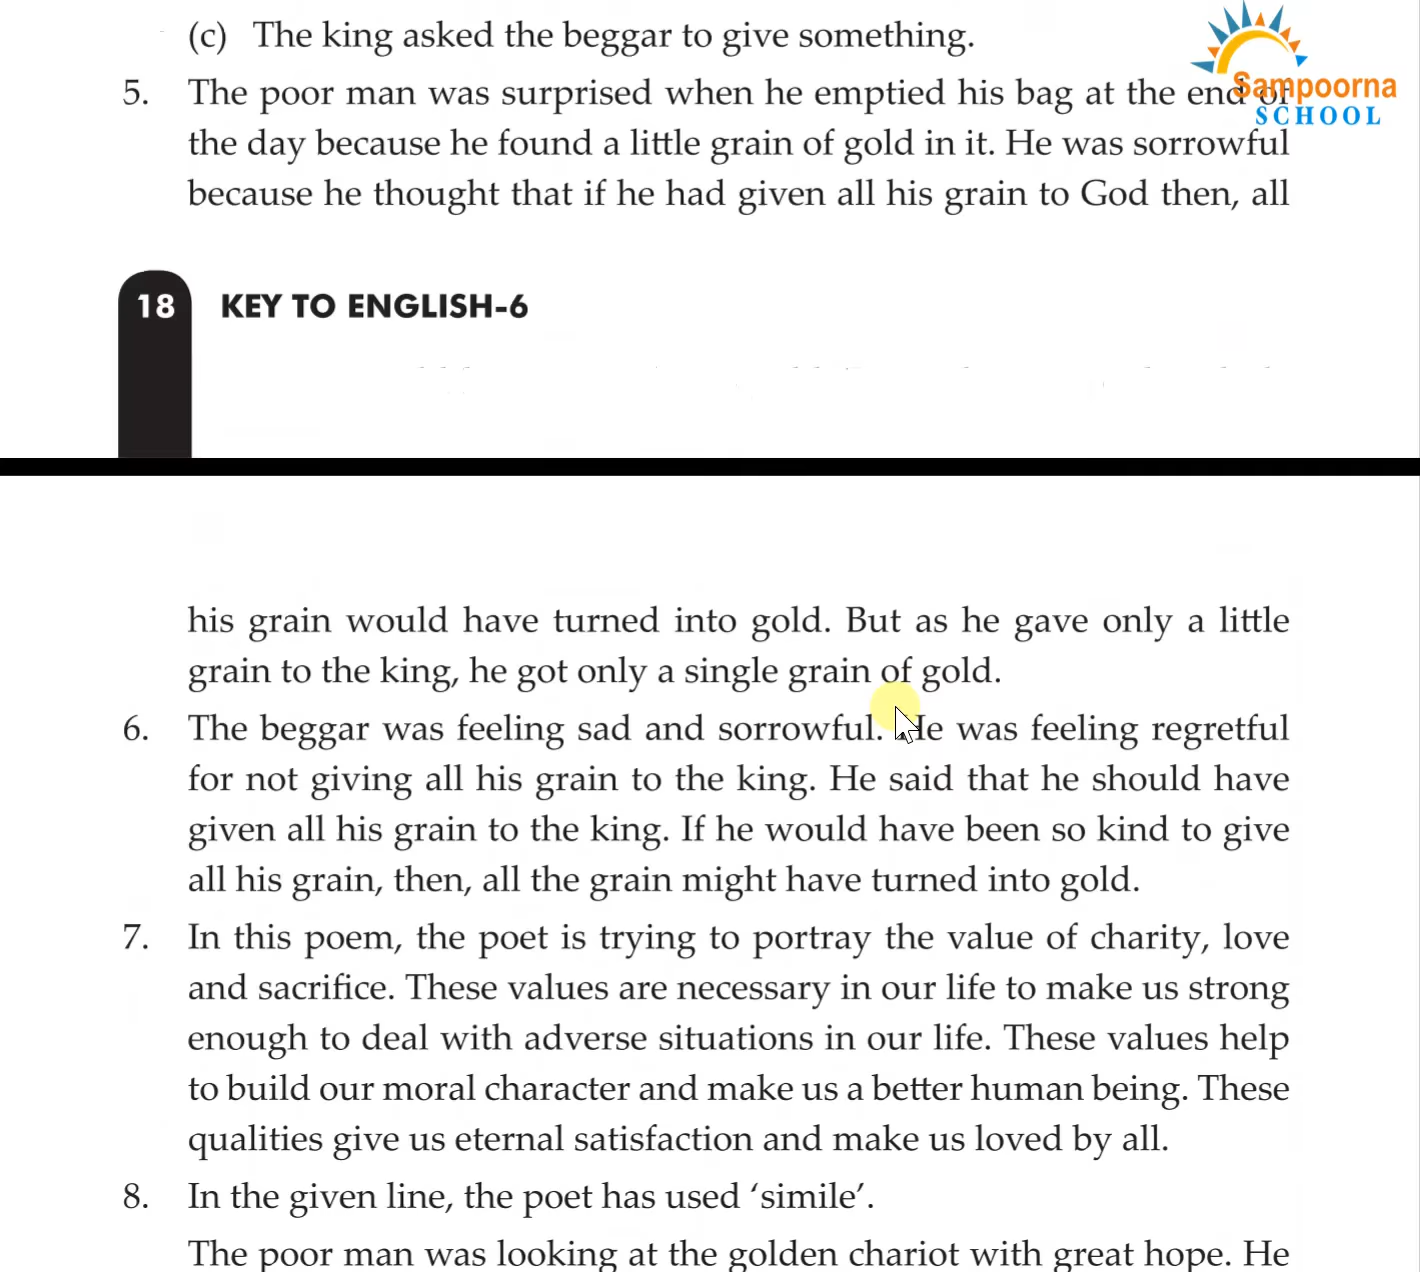 (c) The king asked the beggar to give something.
Sampoorna
SCHOOL
5. The poor man was surprised when he emptied his bag at the end of
the day because he found a little grain of gold in it. He was sorrowful
because he thought that if he had given all his grain to God then, all
18 KEY TO ENGLISH-6
his grain would have turned into gold. But as he gave only a little
grain to the king, he got only a single grain of gold.
6. The beggar was feeling sad and sorrowful. He was feeling regretful
for not giving all his grain to the king. He said that he should have
given all his grain to the king. If he would have been so kind to give
all his grain, then, all the grain might have turned into gold.
7. In this poem, the poet is trying to portray the value of charity, love
and sacrifice. These values are necessary in our life to make us strong
enough to deal with adverse situations in our life. These values help
to build our moral character and make us a better human being. These
qualities give us eternal satisfaction and make us loved by all.
8. In the given line, the poet has used ‘simile’.
The poor man was looking at the golden chariot with great hope. He